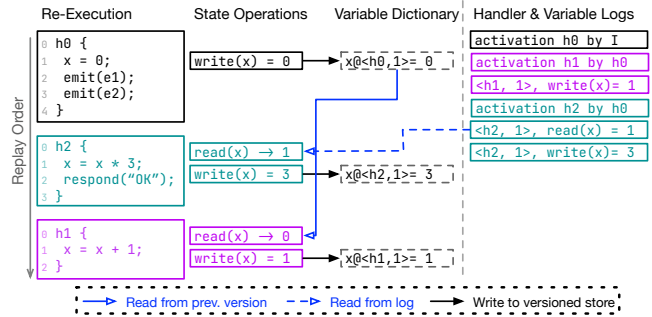 Re-Execution
State Operations
Variable Dictionary
Handler & Variable Logs
Replay Order
0 h0 {
1 x = 0;
2 emit(e1);
3 emit(e2);
4 }
write(x) = 0
x@<h0,1>= 0
activation h0 by I
activation h1 by h0
<h1, 1>, write(x)= 1
activation h2 by h0
<h2, 1>, read(x) = 1
<h2, 1>, write(x)= 3
0 h2 {
1 x = x * 3;
2 respond("OK");
3 }
read(x) → 1
write(x) = 3
x@<h2,1>= 3
0 h1 {
1 x = x + 1;
2 }
read(x) → 0
write(x) = 1
x@<h1,1>= 1
Read from prev. version
Read from log
Write to versioned store